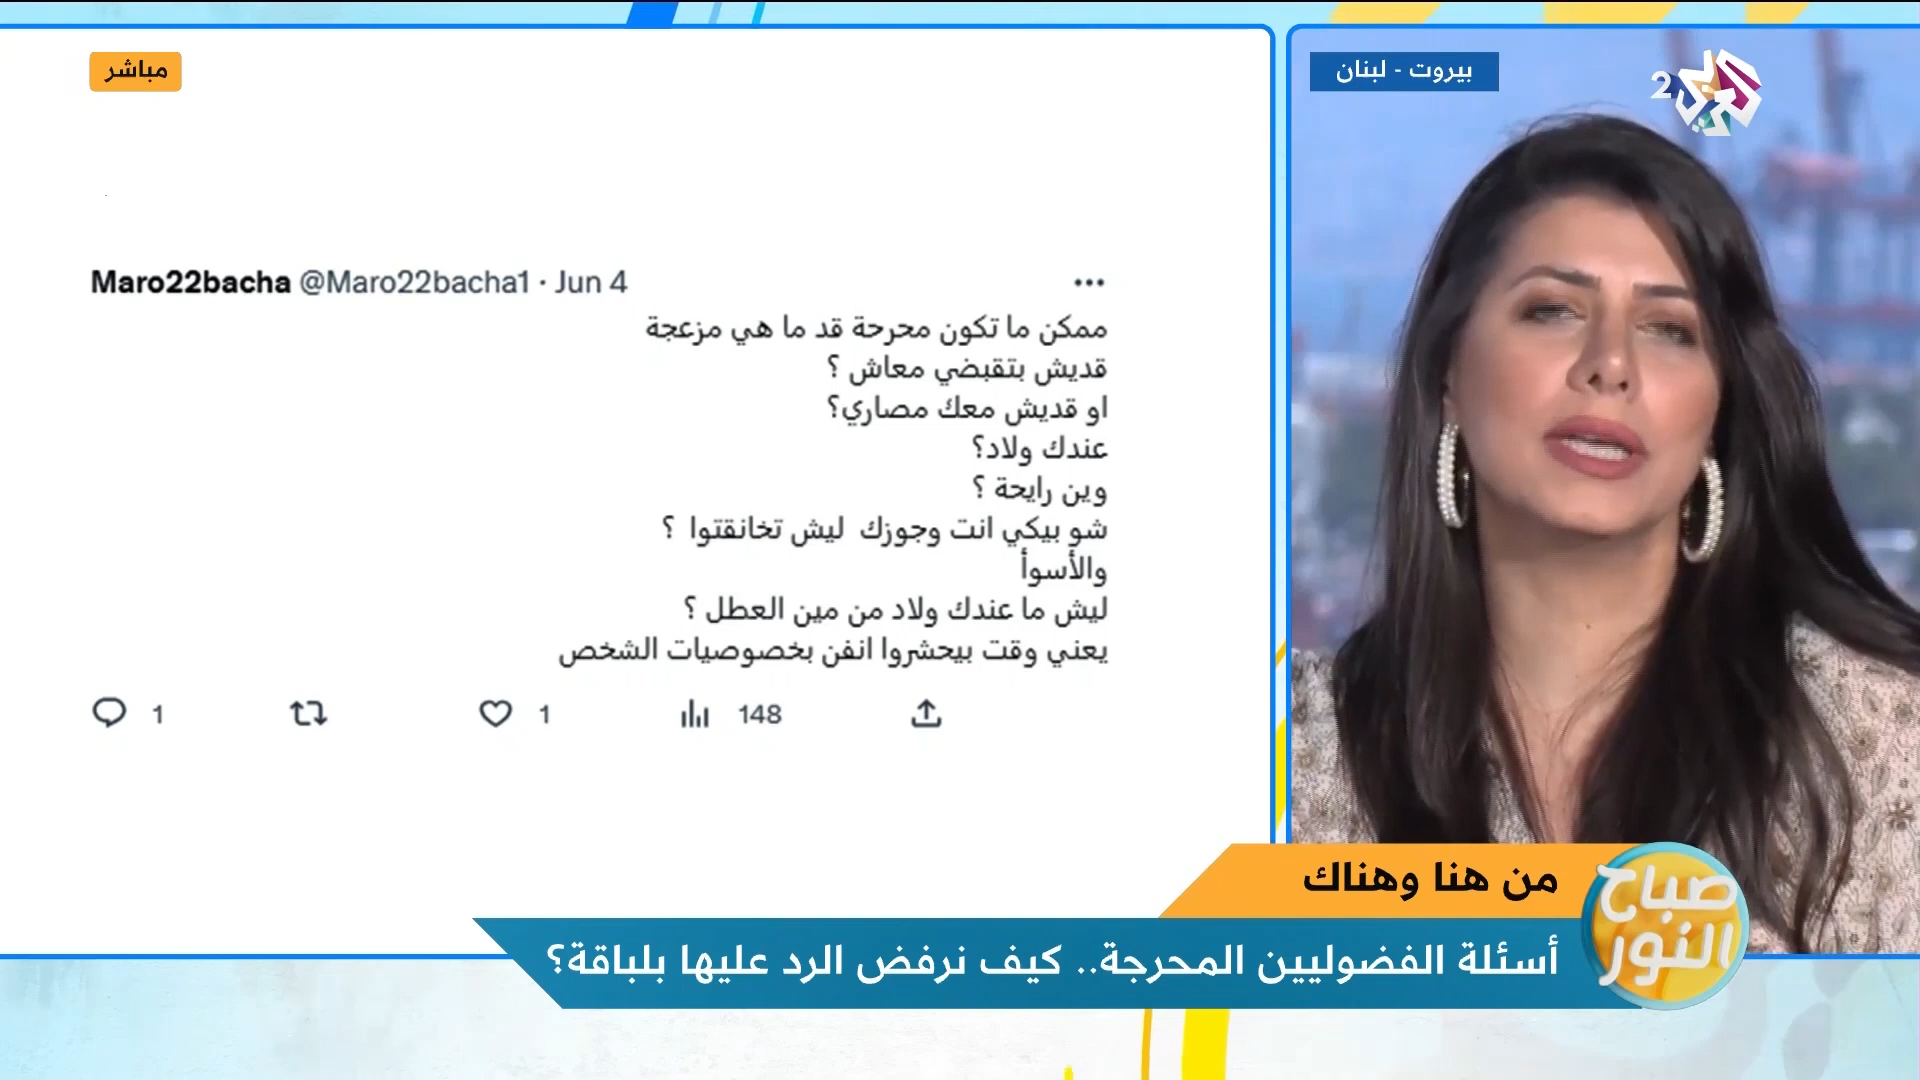 مباشر
بيروت - لبنان
العربي 2
Maro22bacha @Maro22bacha1 · Jun 4
ممكن ما تكون محرحة قد ما هي مزعجة
قديش بتقبضي معاش ؟
او قديش معك مصاري؟
عندك ولاد؟
وين رايحة ؟
شو بيكي انت وجوزك ليش تخانقتوا ؟
والأسوأ
ليش ما عندك ولاد من مين العطل ؟
يعني وقت بيحشروا انفن بخصوصيات الشخص
1
1
148
من هنا وهناك
صباح
النور
أسئلة الفضوليين المحرجة.. كيف نرفض الرد عليها بلباقة؟